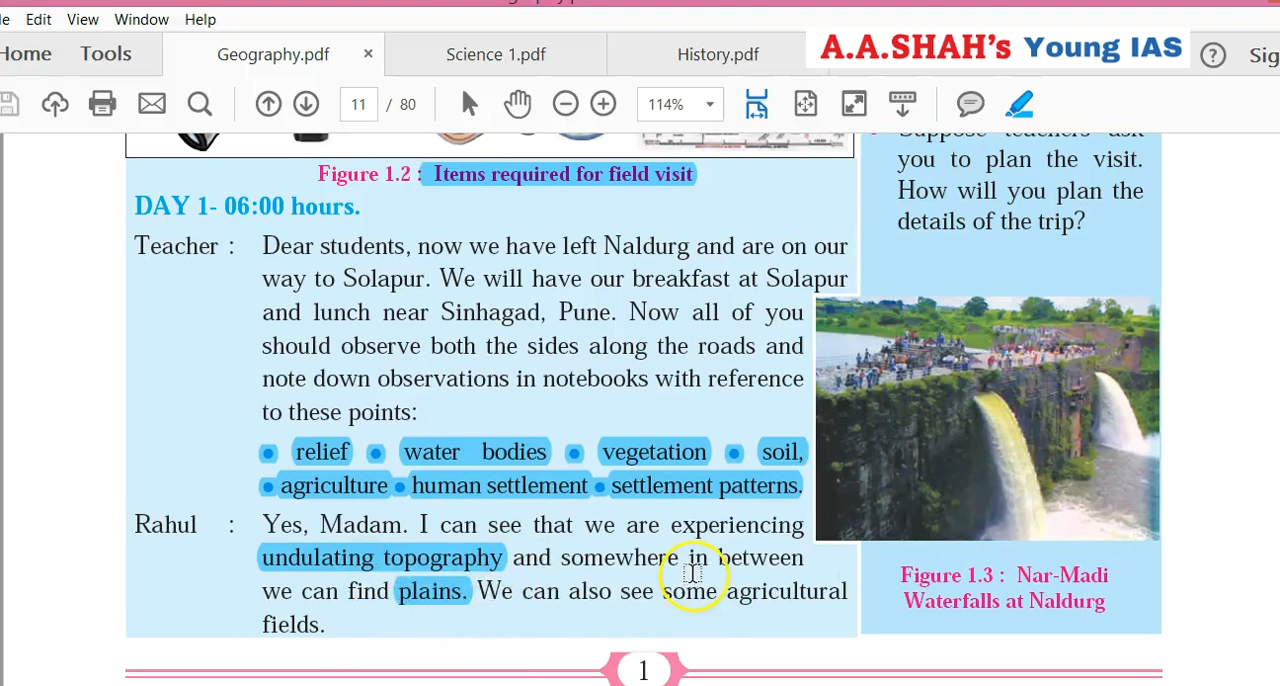 Edit View Window Help
Home Tools Geography.pdf × Science 1.pdf History.pdf
A.A.SHAH's Young IAS
? Sig
11 / 80 114%
Figure 1.2 : Items required for field visit
DAY 1- 06:00 hours.
Teacher : Dear students, now we have left Naldurg and are on our
way to Solapur. We will have our breakfast at Solapur
and lunch near Sinhagad, Pune. Now all of you
should observe both the sides along the roads and
note down observations in notebooks with reference
to these points:
• relief • water bodies • vegetation • soil,
• agriculture • human settlement • settlement patterns.
Rahul : Yes, Madam. I can see that we are experiencing
undulating topography and somewhere in between
we can find plains. We can also see some agricultural
fields.
Suppose teachers ask
you to plan the visit.
How will you plan the
details of the trip?
Figure 1.3 : Nar-Madi
Waterfalls at Naldurg
1